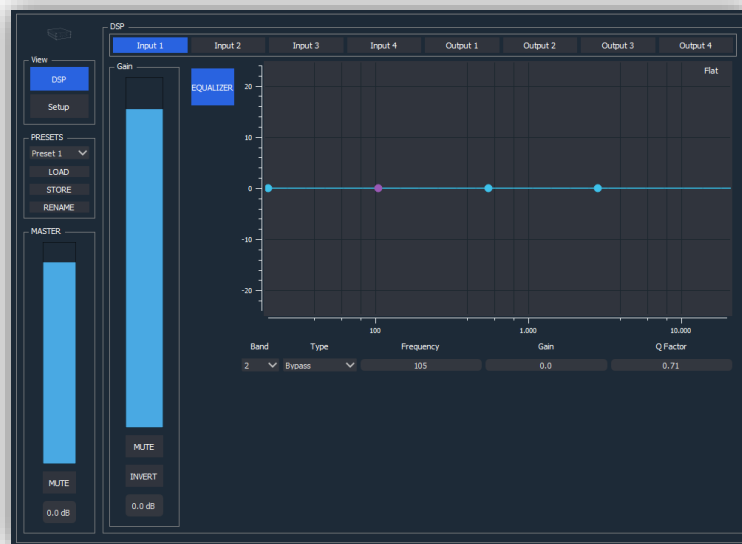 DSP
Input 1 Input 2 Input 3 Input 4 Output 1 Output 2 Output 3 Output 4
View
DSP
Setup
PRESETS
Preset 1
LOAD
STORE
RENAME
MASTER
MUTE
0.0 dB
Gain
MUTE
INVERT
0.0 dB
EQUALIZER
Flat
20
10
0
-10
-20
100 1.000 10.000
Band Type Frequency Gain Q Factor
2 Bypass 105 0.0 0.71